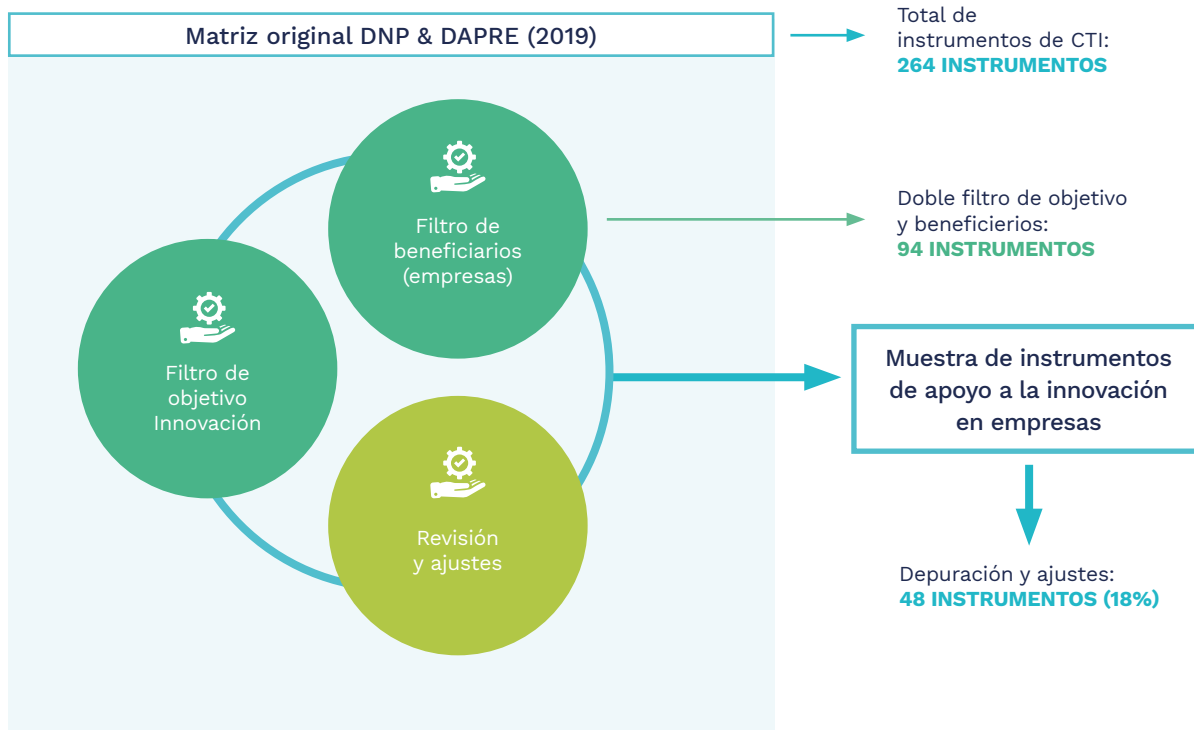 Matriz original DNP & DAPRE (2019)
Total de
instrumentos de CTI:
264 INSTRUMENTOS
Filtro de
beneficiarios
(empresas)
Doble filtro de objetivo
y beneficierios:
94 INSTRUMENTOS
Filtro de
objetivo
Innovación
Muestra de instrumentos
de apoyo a la innovación
en empresas
Revisión
y ajustes
Depuración y ajustes:
48 INSTRUMENTOS (18%)